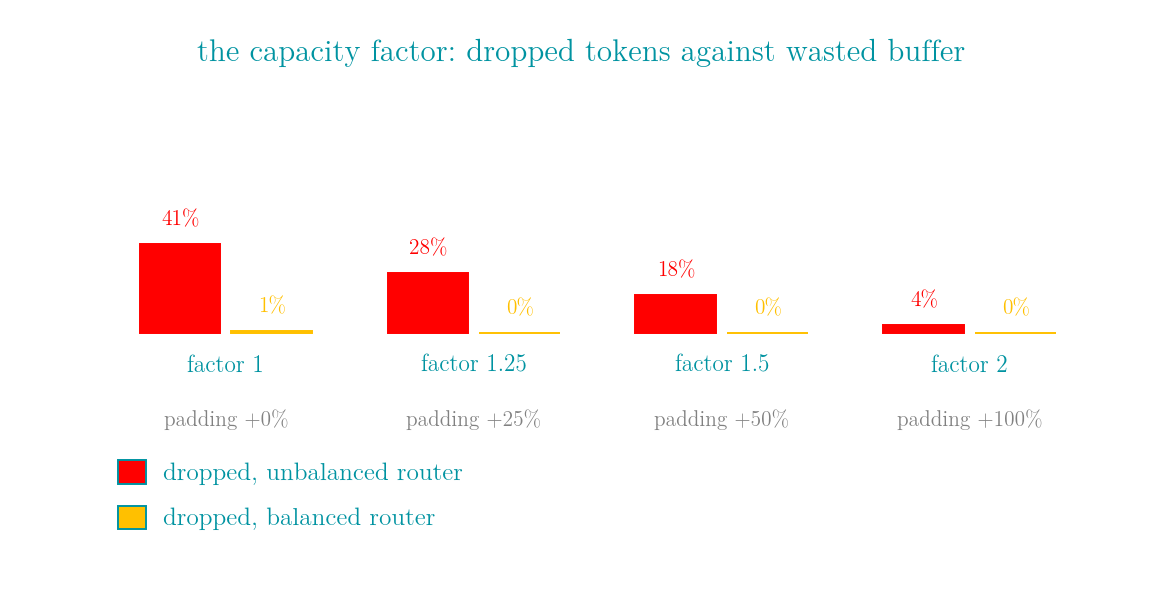 the capacity factor: dropped tokens against wasted buffer
41%
1%
28%
0%
18%
0%
4%
0%
factor 1
factor 1.25
factor 1.5
factor 2
padding +0%
padding +25%
padding +50%
padding +100%
dropped, unbalanced router
dropped, balanced router